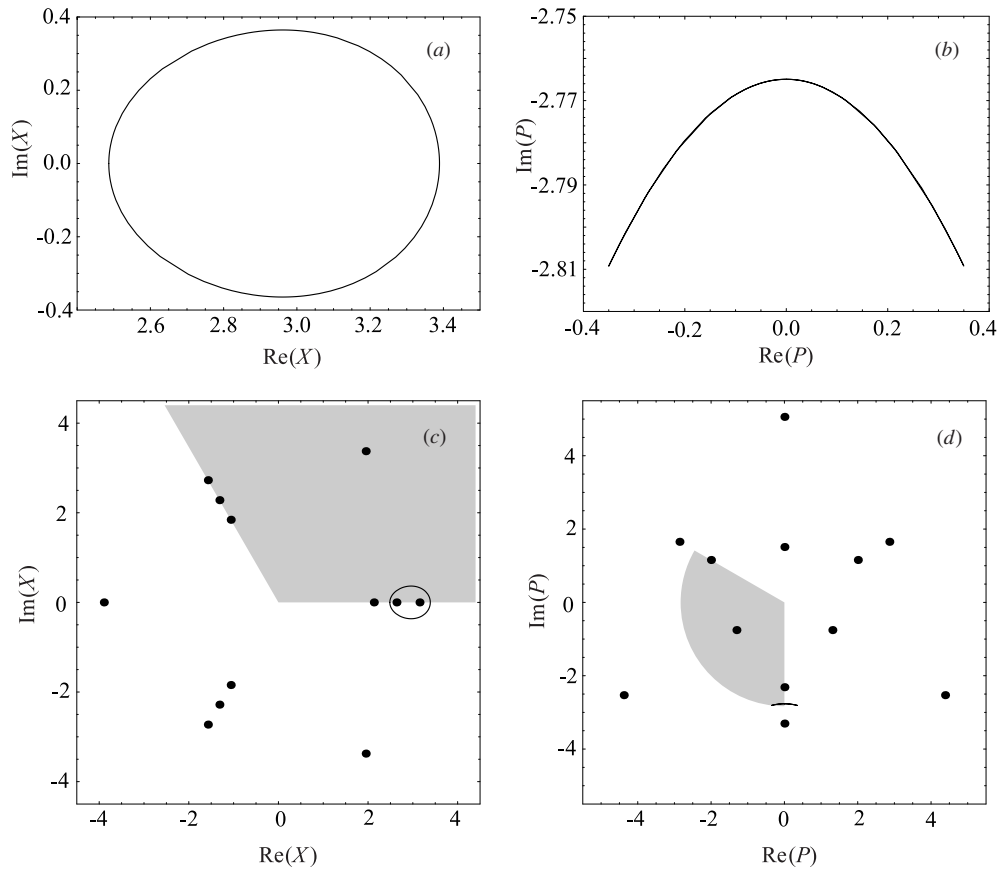 (a)
Im(X)
0.4
0.2
0.0
-0.2
-0.4
2.6 2.8 3.0 3.2 3.4
Re(X)
(b)
Im(P)
-2.75
-2.77
-2.79
-2.81
-0.4 -0.2 0.0 0.2 0.4
Re(P)
(c)
Im(X)
4
2
0
-2
-4
-4 -2 0 2 4
Re(X)
(d)
Im(P)
4
2
0
-2
-4
-4 -2 0 2 4
Re(P)